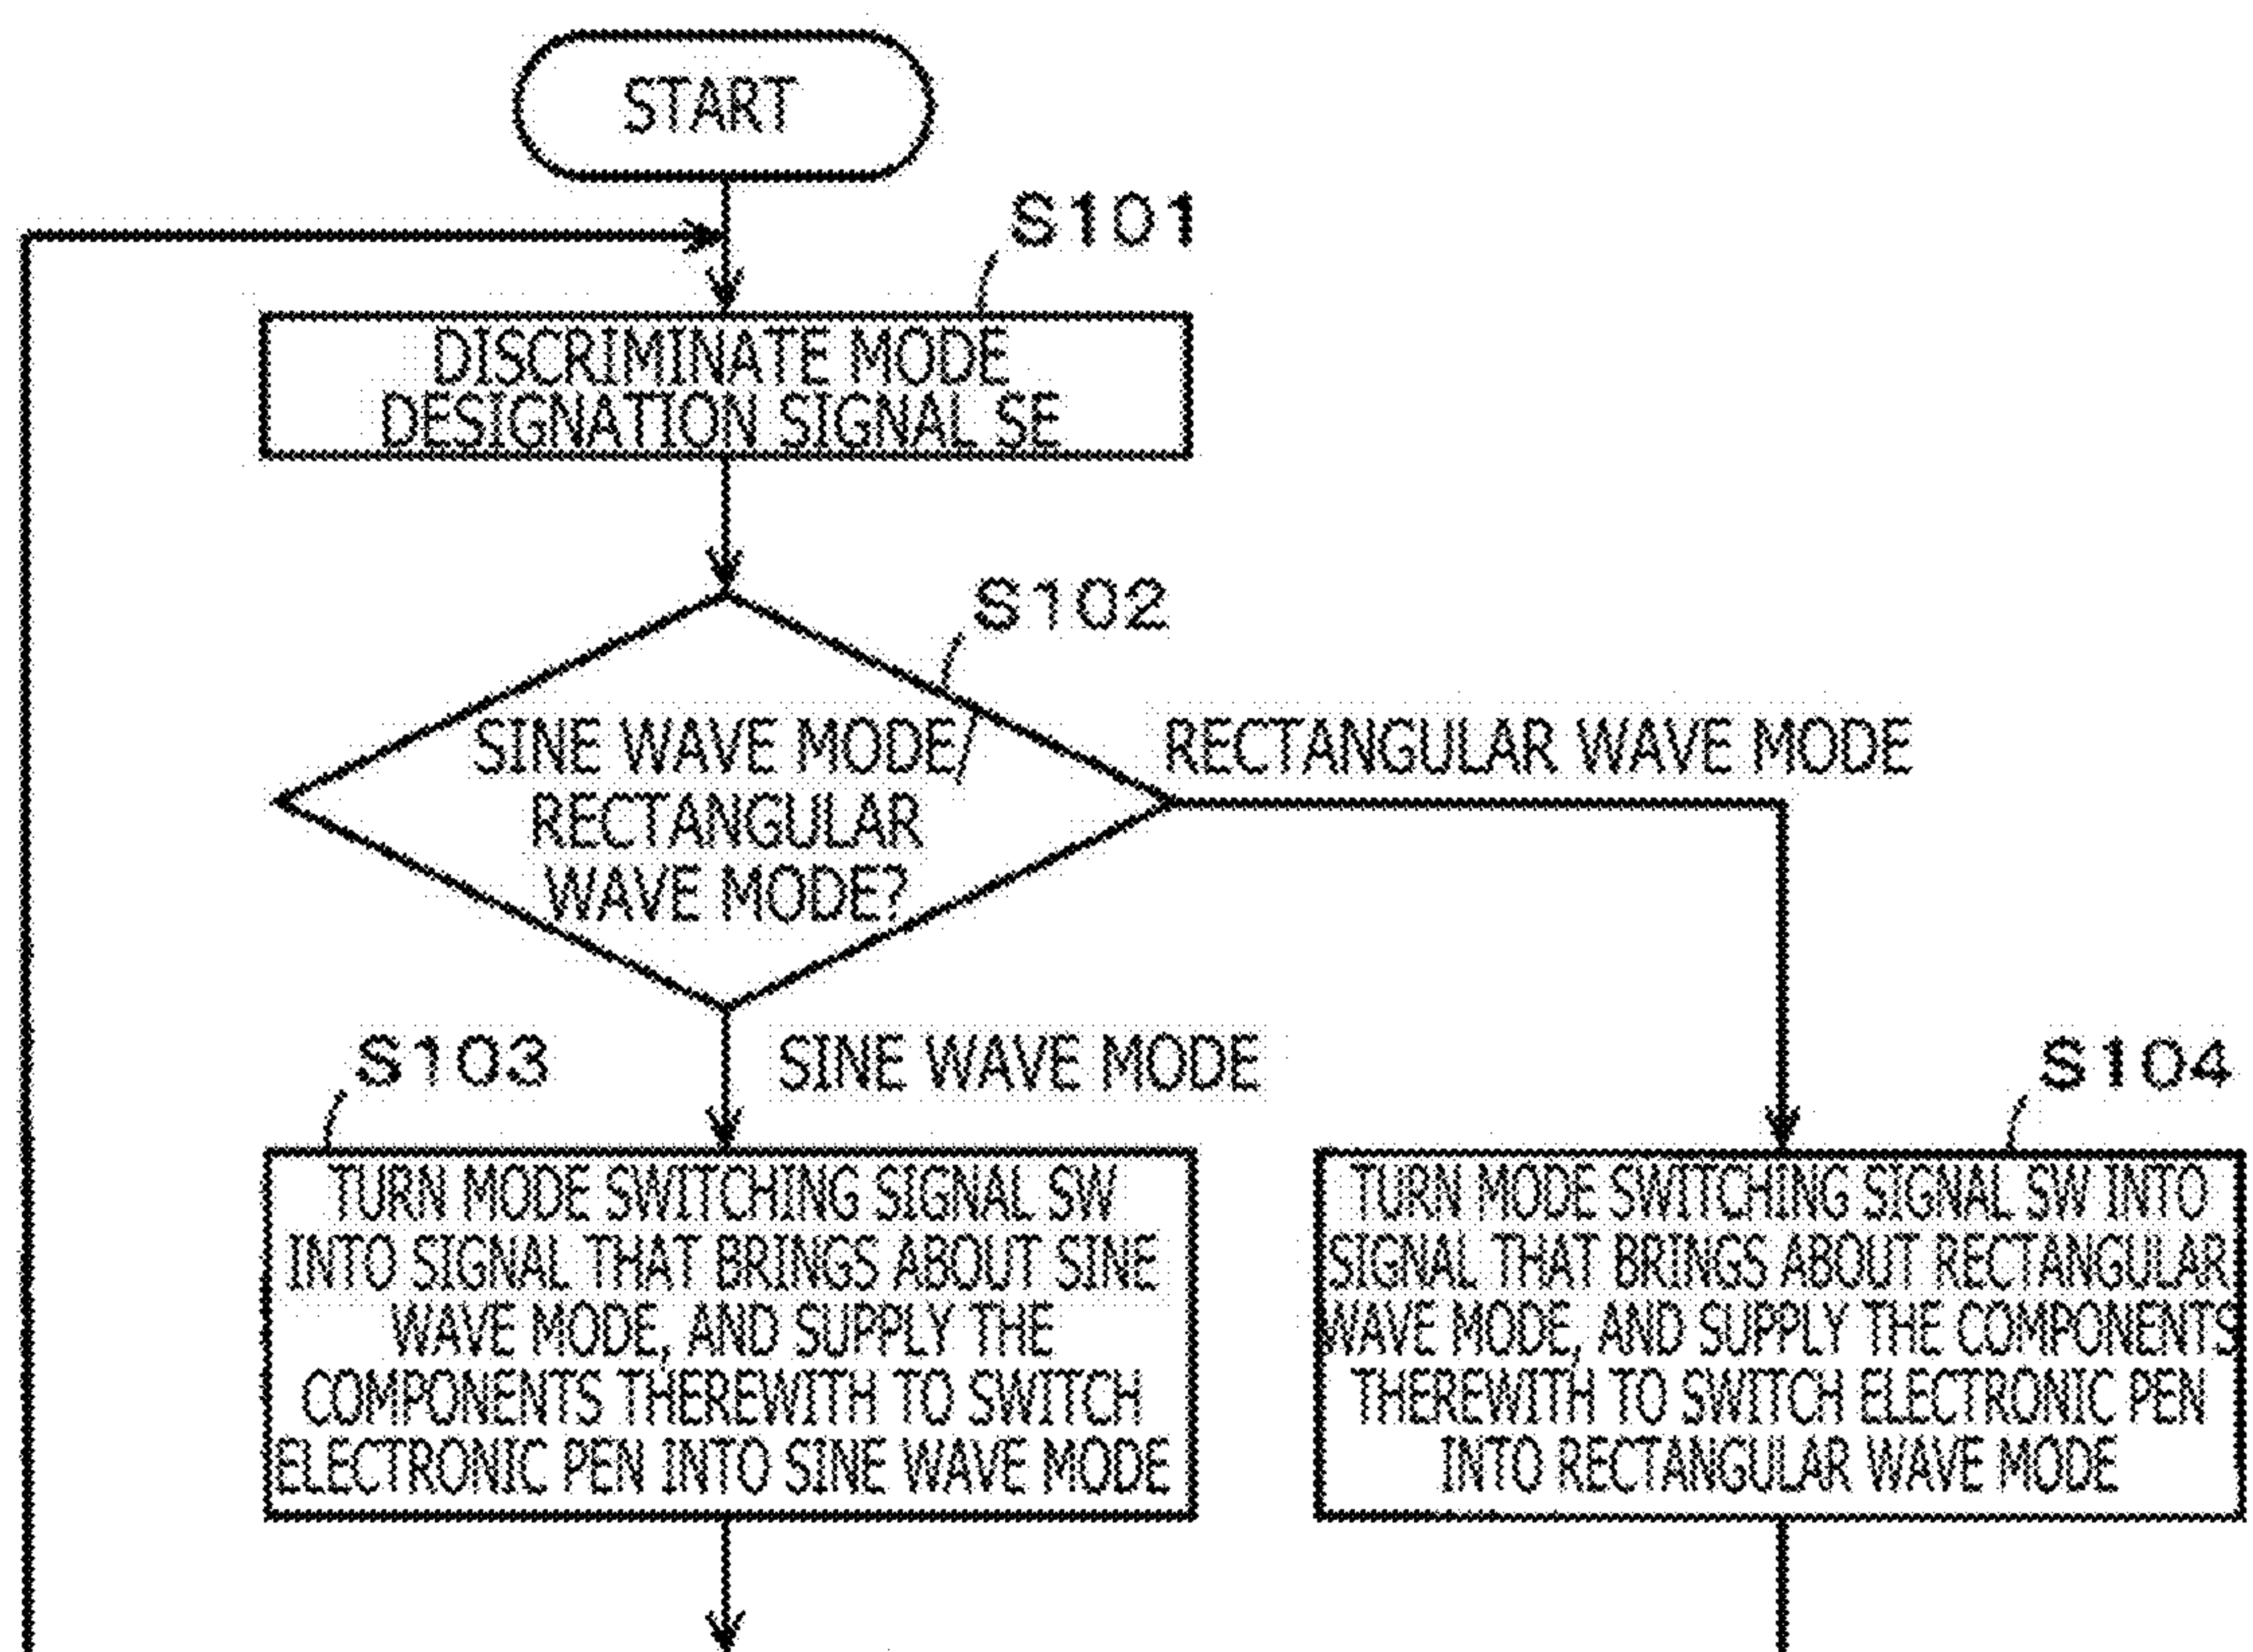 START
S101
DISCRIMINATE MODE
DESIGNATION SIGNAL SE
S102
SINE WAVE MODE/
RECTANGULAR
WAVE MODE?
RECTANGULAR WAVE MODE
S103
SINE WAVE MODE
S104
TURN MODE SWITCHING SIGNAL SW
INTO SIGNAL THAT BRINGS ABOUT SINE
WAVE MODE, AND SUPPLY THE
COMPONENTS THEREWITH TO SWITCH
ELECTRONIC PEN INTO SINE WAVE MODE
TURN MODE SWITCHING SIGNAL SW INTO
SIGNAL THAT BRINGS ABOUT RECTANGULAR
WAVE MODE, AND SUPPLY THE COMPONENTS
THEREWITH TO SWITCH ELECTRONIC PEN
INTO RECTANGULAR WAVE MODE